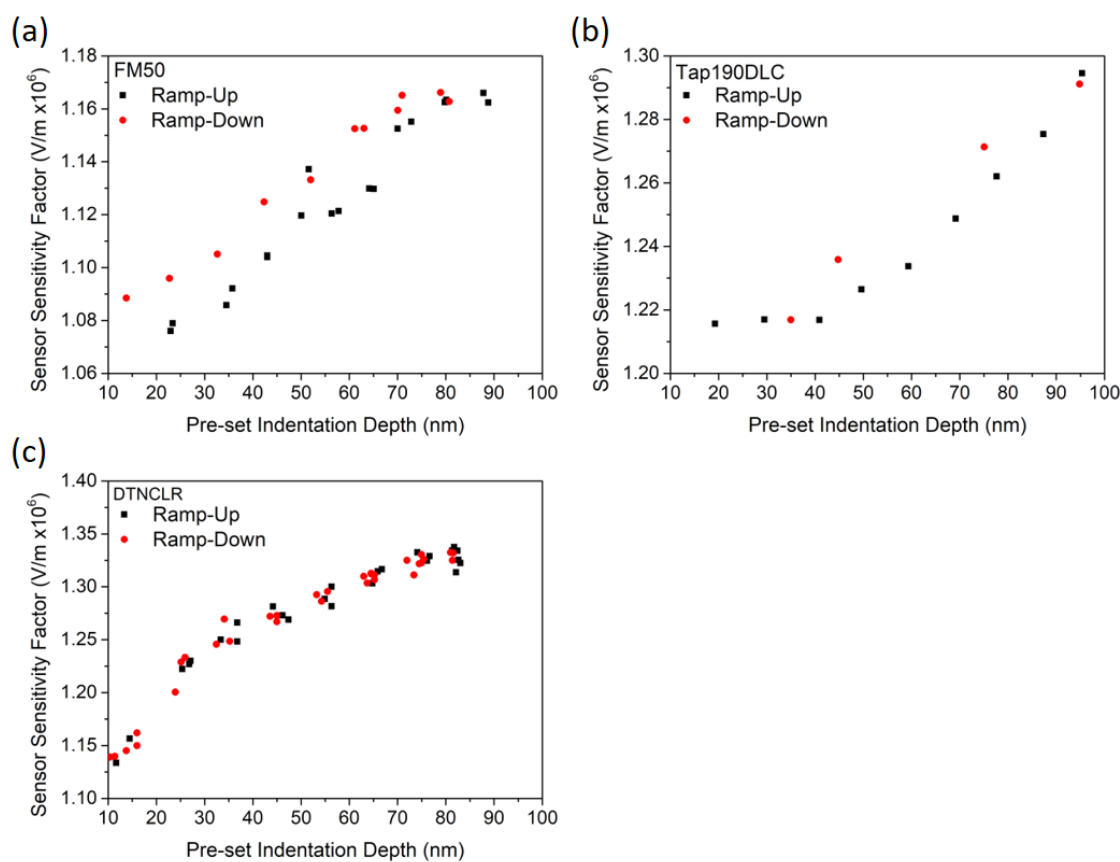 (a)
FM50
Ramp-Up
Ramp-Down
Sensor Sensitivity Factor (V/m x10⁶)
1.18
1.16
1.14
1.12
1.10
1.08
1.06
10 20 30 40 50 60 70 80 90 100
Pre-set Indentation Depth (nm)
(b)
Tap190DLC
Ramp-Up
Ramp-Down
Sensor Sensitivity Factor (V/m x10⁶)
1.30
1.28
1.26
1.24
1.22
1.20
10 20 30 40 50 60 70 80 90 100
Pre-set Indentation Depth (nm)
(c)
DTNCLR
Ramp-Up
Ramp-Down
Sensor Sensitivity Factor (V/m x10⁶)
1.40
1.35
1.30
1.25
1.20
1.15
1.10
10 20 30 40 50 60 70 80 90 100
Pre-set Indentation Depth (nm)